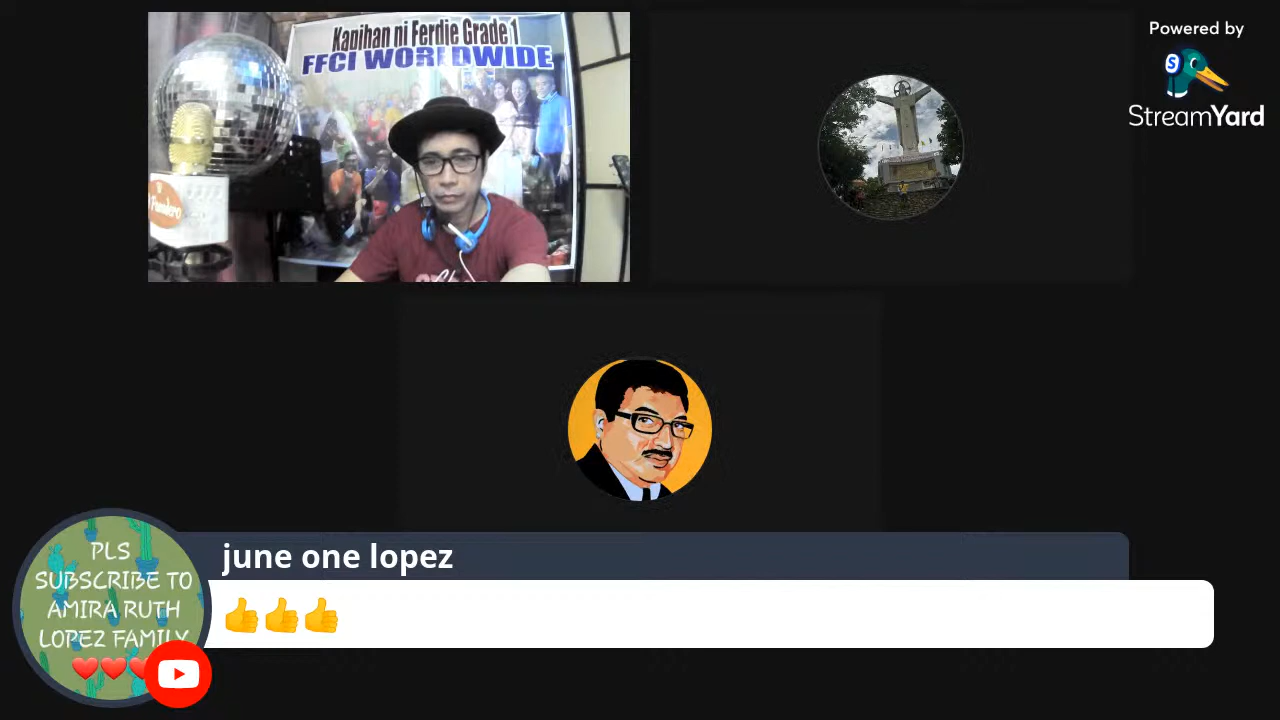 Kapihan ni Ferdie Grade 1
FFCI WORLDWIDE
Powered by
StreamYard
june one lopez
PLS
SUBSCRIBE TO
AMIRA RUTH
LOPEZ FAMILY